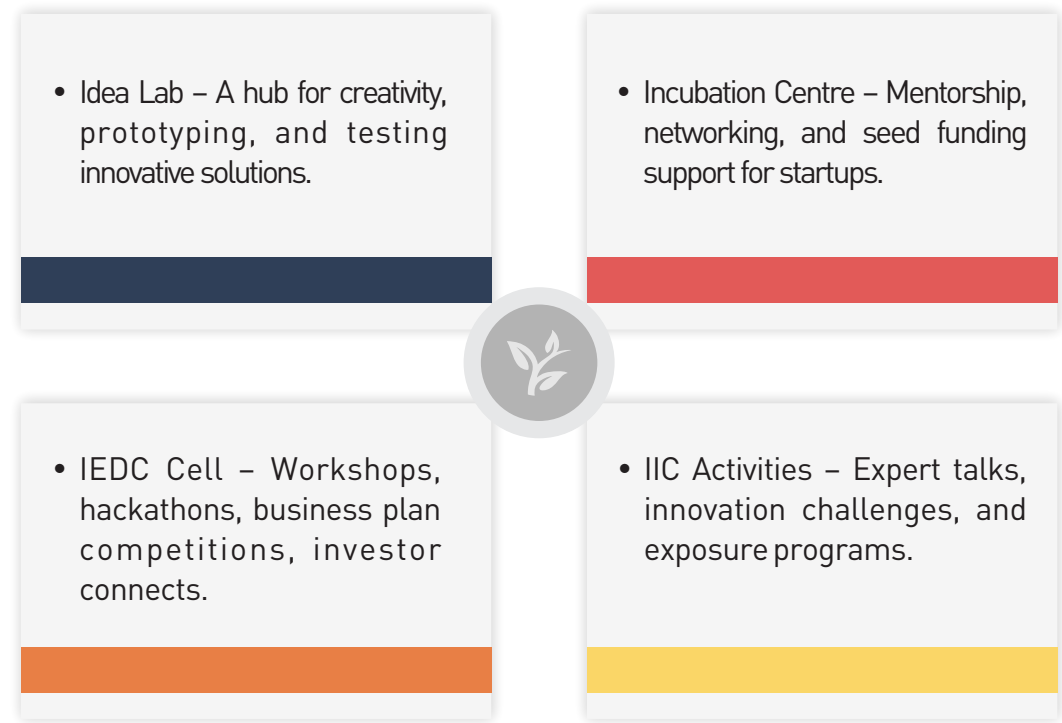 • Idea Lab – A hub for creativity,
prototyping, and testing
innovative solutions.
• Incubation Centre – Mentorship,
networking, and seed funding
support for startups.
• IEDC Cell – Workshops,
hackathons, business plan
competitions, investor
connects.
• IIC Activities – Expert talks,
innovation challenges, and
exposure programs.